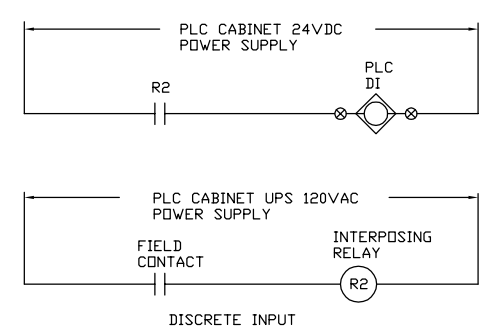 PLC CABINET 24VDC
POWER SUPPLY
PLC
DI
R2
PLC CABINET UPS 120VAC
POWER SUPPLY
INTERPOSING
RELAY
FIELD
CONTACT
R2
DISCRETE INPUT